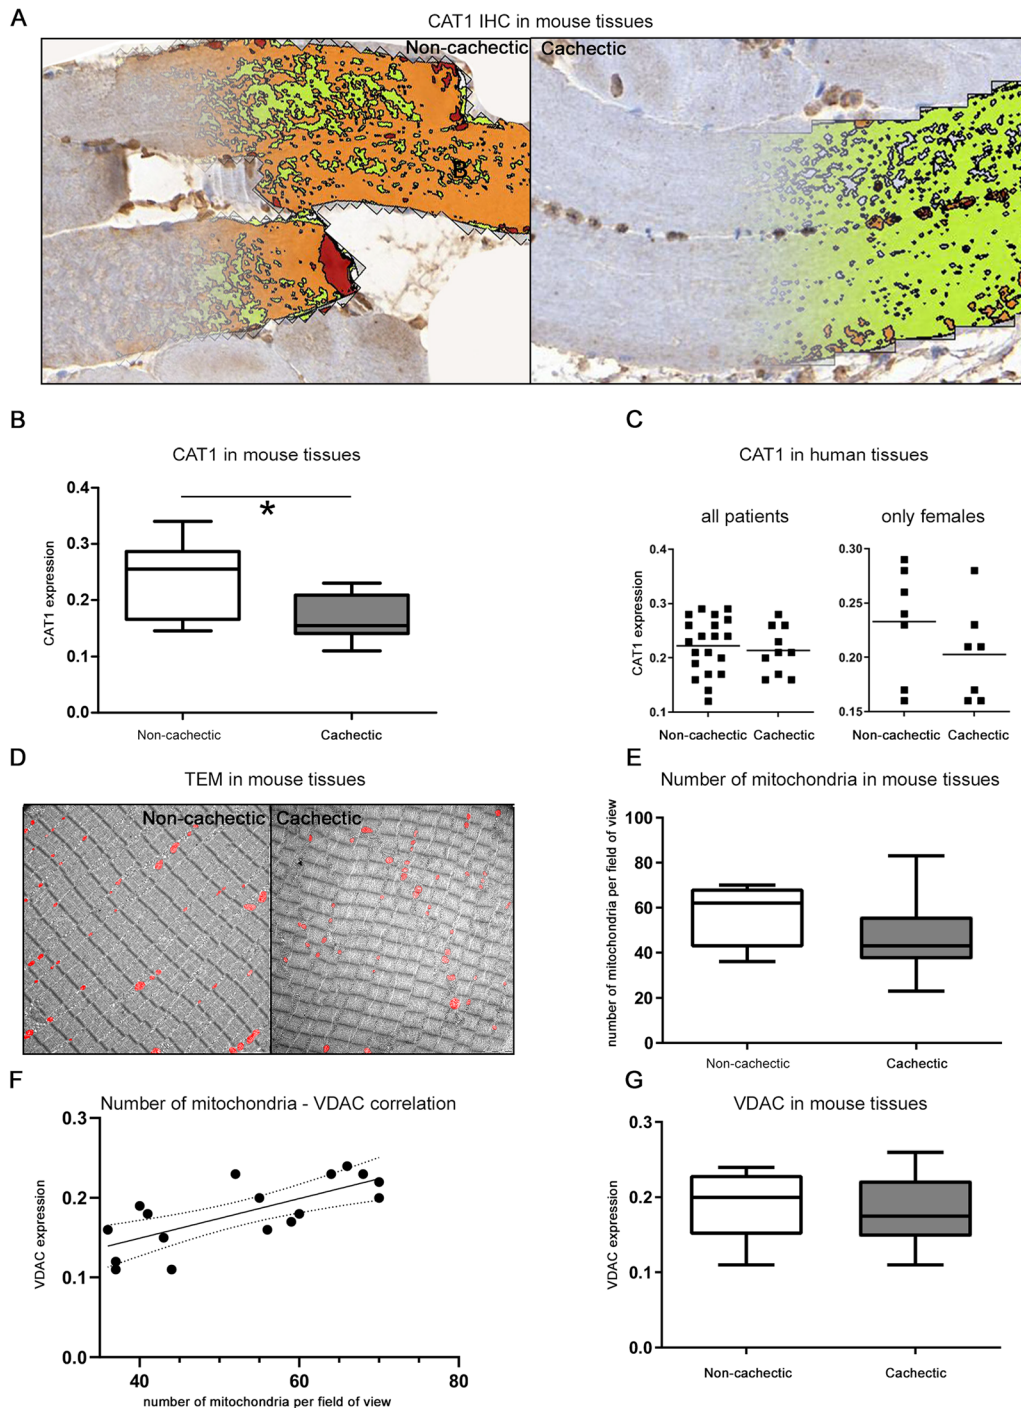 A
CAT1 IHC in mouse tissues
Non-cachectic
Cachectic
B
B
CAT1 in mouse tissues
CAT1 expression
0.4
0.3
0.2
0.1
0.0
*
Non-cachectic
Cachectic
C
CAT1 in human tissues
all patients
only females
CAT1 expression
0.4
0.3
0.2
0.1
Non-cachectic
Cachectic
0.30
0.25
0.20
0.15
Non-cachectic
Cachectic
D
TEM in mouse tissues
Non-cachectic
Cachectic
E
Number of mitochondria in mouse tissues
number of mitochondria per field of view
100
80
60
40
20
0
Non-cachectic
Cachectic
F
Number of mitochondria - VDAC correlation
VDAC expression
0.3
0.2
0.1
0.0
40
60
80
number of mitochondria per field of view
G
VDAC in mouse tissues
VDAC expression
0.3
0.2
0.1
0.0
Non-cachectic
Cachectic